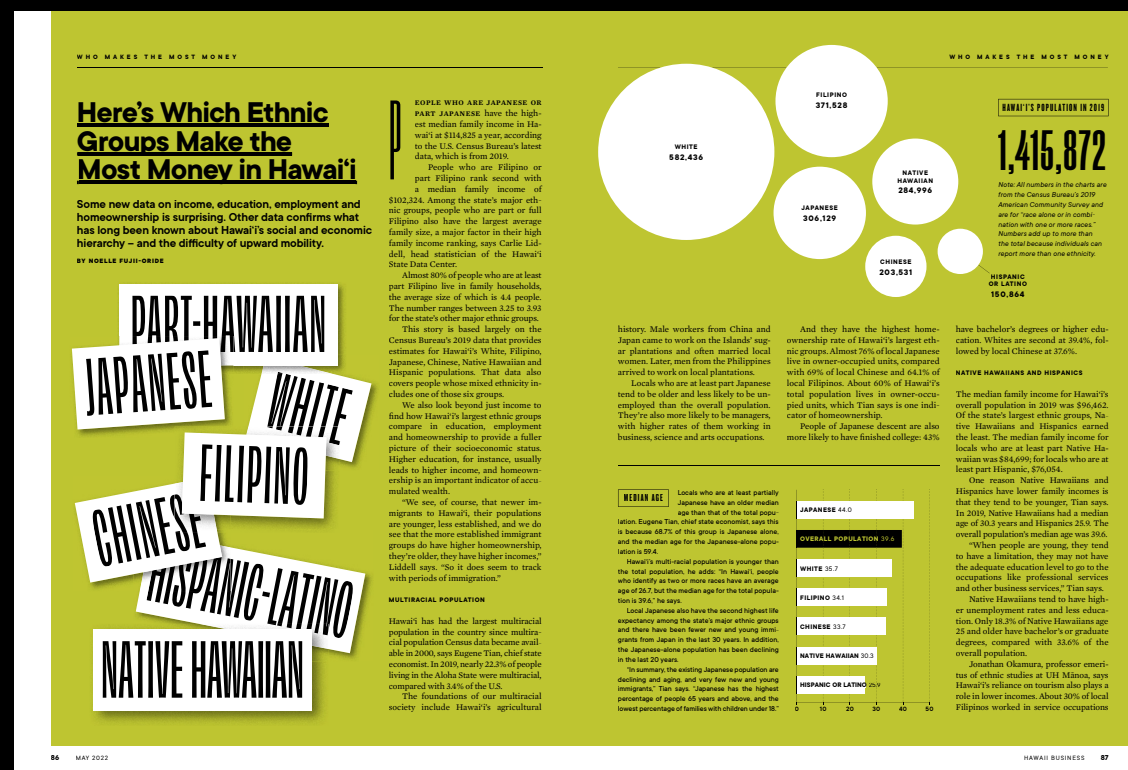 WHO MAKES THE MOST MONEY
Here's Which Ethnic
Groups Make the
Most Money in Hawai‘i
Some new data on income, education, employment and
homeownership is surprising. Other data confirms what
has long been known about Hawai‘i's social and economic
hierarchy – and the difficulty of upward mobility.
BY NOELLE FUJII-ORIDE
PART-HAWAIIAN
JAPANESE
WHITE
FILIPINO
CHINESE
HISPANIC-LATINO
NATIVE HAWAIIAN
PEOPLE WHO ARE JAPANESE OR
PART JAPANESE have the high-
est median family income in Ha-
wai‘i at $114,825 a year, according
to the U.S. Census Bureau's latest
data, which is from 2019.
People who are Filipino or
part Filipino rank second with
a median family income of
$102,324. Among the state's major eth-
nic groups, people who are part or full
Filipino also have the largest average
family size, a major factor in their high
family income ranking, says Carlie Lid-
dell, head statistician of the Hawai‘i
State Data Center.
Almost 80% of people who are at least
part Filipino live in family households,
the average size of which is 4.4 people.
The number ranges between 3.25 to 3.93
for the state's other major ethnic groups.
This story is based largely on the
Census Bureau's 2019 data that provides
estimates for Hawai‘i's White, Filipino,
Japanese, Chinese, Native Hawaiian and
Hispanic populations. That data also
covers people whose mixed ethnicity in-
cludes one of those six groups.
We also look beyond just income to
find how Hawai‘i's largest ethnic groups
compare in education, employment
and homeownership to provide a fuller
picture of their socioeconomic status.
Higher education, for instance, usually
leads to higher income, and homeown-
ership is an important indicator of accu-
mulated wealth.
“We see, of course, that newer im-
migrants to Hawai‘i, their populations
are younger, less established, and we do
see that the more established immigrant
groups do have higher homeownership,
they're older, they have higher incomes,”
Liddell says. “So it does seem to track
with periods of immigration.”
MULTIRACIAL POPULATION
Hawai‘i has had the largest multiracial
population in the country since multira-
cial population Census data became avail-
able in 2000, says Eugene Tian, chief state
economist. In 2019, nearly 22.3% of people
living in the Aloha State were multiracial,
compared with 3.4% of the U.S.
The foundations of our multiracial
society include Hawai‘i's agricultural
86 MAY 2022
WHO MAKES THE MOST MONEY
WHITE
582,436
FILIPINO
371,528
JAPANESE
306,129
NATIVE
HAWAIIAN
284,996
CHINESE
203,531
HISPANIC
OR LATINO
150,864
HAWAI‘I'S POPULATION IN 2019
1,415,872
Note: All numbers in the charts are
from the Census Bureau's 2019
American Community Survey and
are for “race alone or in combi-
nation with one or more races.”
Numbers add up to more than
the total because individuals can
report more than one ethnicity.
history. Male workers from China and
Japan came to work on the Islands' sug-
ar plantations and often married local
women. Later, men from the Philippines
arrived to work on local plantations.
Locals who are at least part Japanese
tend to be older and less likely to be un-
employed than the overall population.
They're also more likely to be managers,
with higher rates of them working in
business, science and arts occupations.
And they have the highest home-
ownership rate of Hawai‘i's largest eth-
nic groups. Almost 76% of local Japanese
live in owner-occupied units, compared
with 69% of local Chinese and 64.1% of
local Filipinos. About 60% of Hawai‘i's
total population lives in owner-occu-
pied units, which Tian says is one indi-
cator of homeownership.
People of Japanese descent are also
more likely to have finished college: 43%
have bachelor's degrees or higher edu-
cation. Whites are second at 39.4%, fol-
lowed by local Chinese at 37.6%.
NATIVE HAWAIIANS AND HISPANICS
The median family income for Hawai‘i's
overall population in 2019 was $96,462.
Of the state's largest ethnic groups, Na-
tive Hawaiians and Hispanics earned
the least. The median family income for
locals who are at least part Native Ha-
waiian was $84,699; for locals who are at
least part Hispanic, $76,054.
One reason Native Hawaiians and
Hispanics have lower family incomes is
that they tend to be younger, Tian says.
In 2019, Native Hawaiians had a median
age of 30.3 years and Hispanics 25.9. The
overall population's median age was 39.6.
“When people are young, they tend
to have a limitation, they may not have
the adequate education level to go to the
occupations like professional services
and other business services,” Tian says.
Native Hawaiians tend to have high-
er unemployment rates and less educa-
tion. Only 18.3% of Native Hawaiians age
25 and older have bachelor's or graduate
degrees, compared with 33.6% of the
overall population.
Jonathan Okamura, professor emeri-
tus of ethnic studies at UH Mānoa, says
Hawai‘i's reliance on tourism also plays a
role in lower incomes. About 30% of local
Filipinos worked in service occupations
MEDIAN AGE
Locals who are at least partially
Japanese have an older median
age than that of the total popu-
lation. Eugene Tian, chief state economist, says this
is because 68.7% of this group is Japanese alone,
and the median age for the Japanese-alone popu-
lation is 59.4.
Hawai‘i's multi-racial population is younger than
the total population, he adds: “In Hawai‘i, people
who identify as two or more races have an average
age of 26.7, but the median age for the total popula-
tion is 39.6,” he says.
Local Japanese also have the second highest life
expectancy among the state's major ethnic groups
and there have been fewer new and young immi-
grants from Japan in the last 30 years. In addition,
the Japanese-alone population has been declining
in the last 20 years.
“In summary, the existing Japanese population are
declining and aging, and very few new and young
immigrants,” Tian says. “Japanese has the highest
percentage of people 65 years and above, and the
lowest percentage of families with children under 18.”
JAPANESE 44.0
OVERALL POPULATION 39.6
WHITE 35.7
FILIPINO 34.1
CHINESE 33.7
NATIVE HAWAIIAN 30.3
HISPANIC OR LATINO 25.9
0 10 20 30 40 50
HAWAII BUSINESS 87